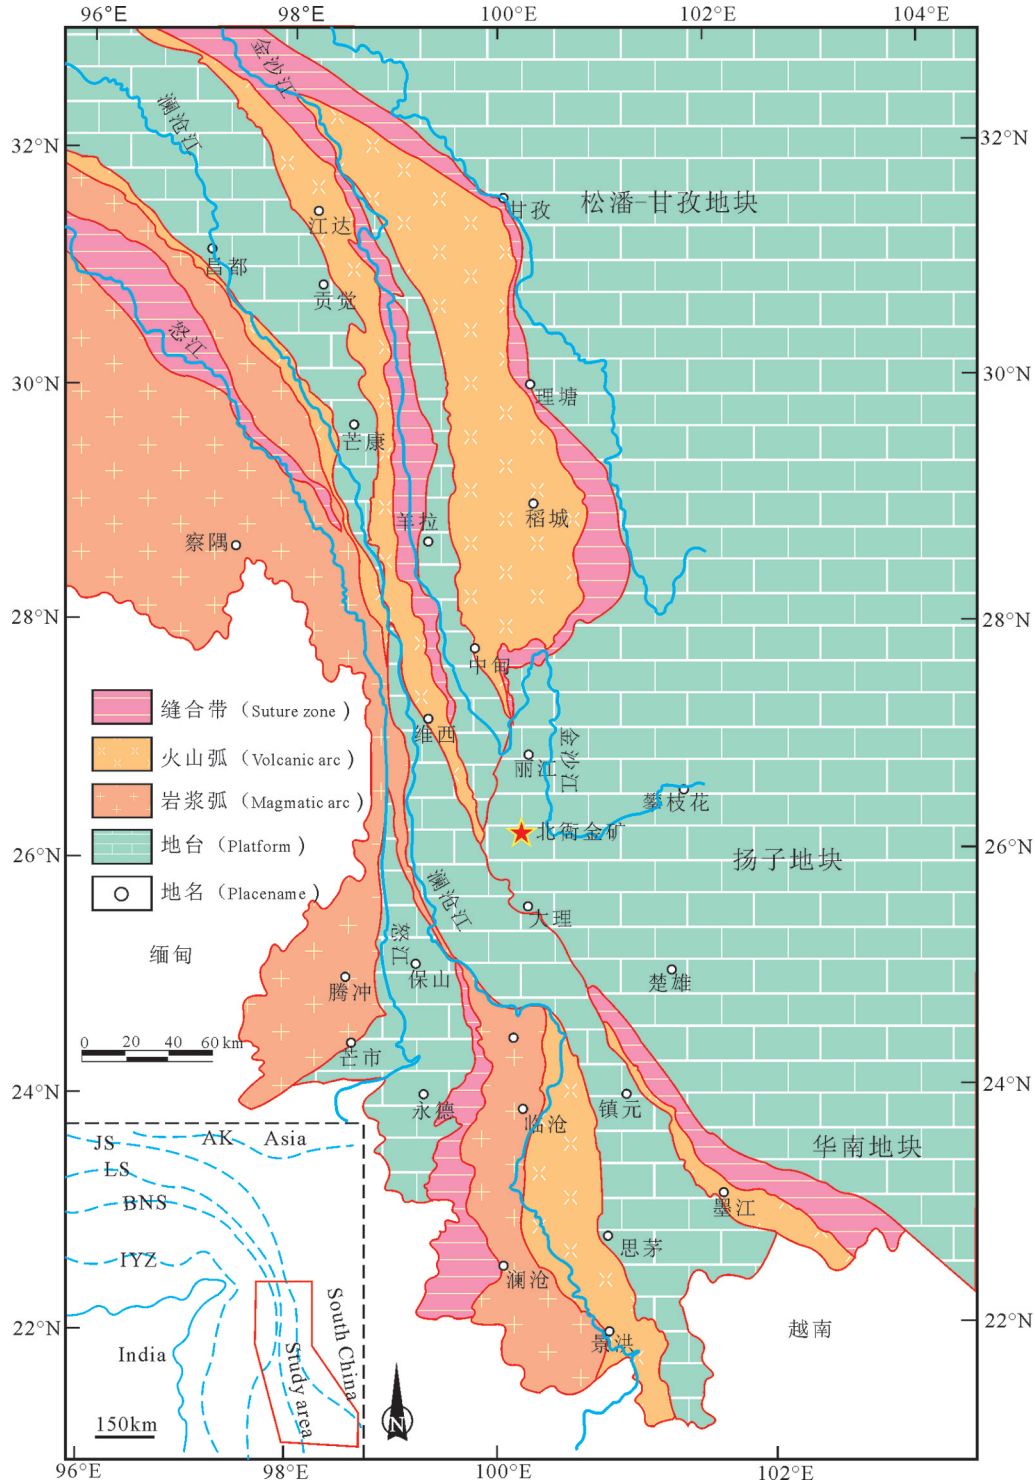 96°E
98°E
100°E
102°E
104°E
金沙江
澜沧江
32°N
32°N
甘孜
松潘-甘孜地块
江达
昌都
贡觉
怒江
30°N
30°N
理塘
芒康
稻城
羊拉
察隅
28°N
28°N
中甸
缝合带（Suture zone）
维西
火山弧（Volcanic arc）
丽江
金沙江
岩浆弧（Magmatic arc）
攀枝花
北衙金矿
地台（Platform）
26°N
26°N
扬子地块
地名（Placename）
澜沧江
大理
怒江
缅甸
保山
楚雄
腾冲
0 20 40 60 km
芒市
24°N
24°N
永德
临沧
镇元
华南地块
JS
AK
Asia
LS
BNS
墨江
IYZ
思茅
澜沧
22°N
22°N
越南
景洪
India
Study area
South China
150km
N
96°E
98°E
100°E
102°E